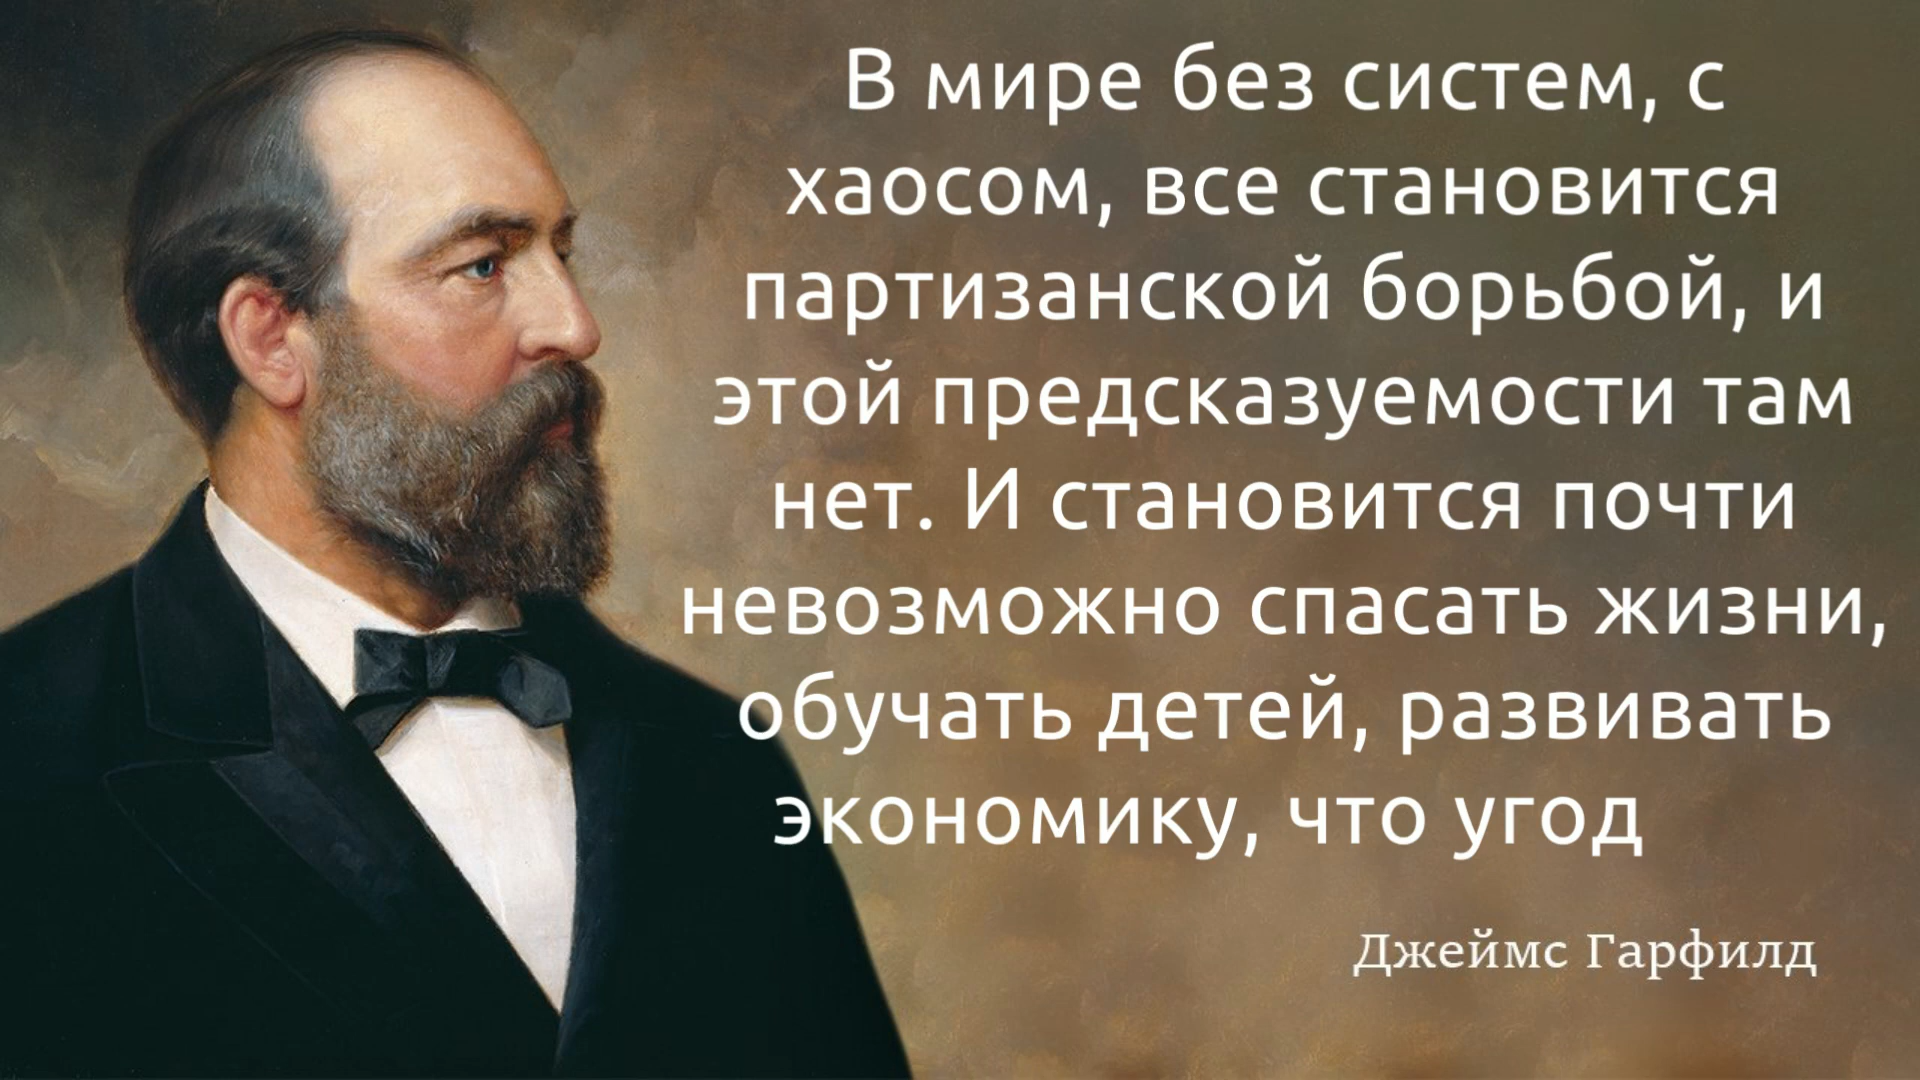 В мире без систем, с
хаосом, все становится
партизанской борьбой, и
этой предсказуемости там
нет. И становится почти
невозможно спасать жизни,
обучать детей, развивать
экономику, что угод
Джеймс Гарфилд